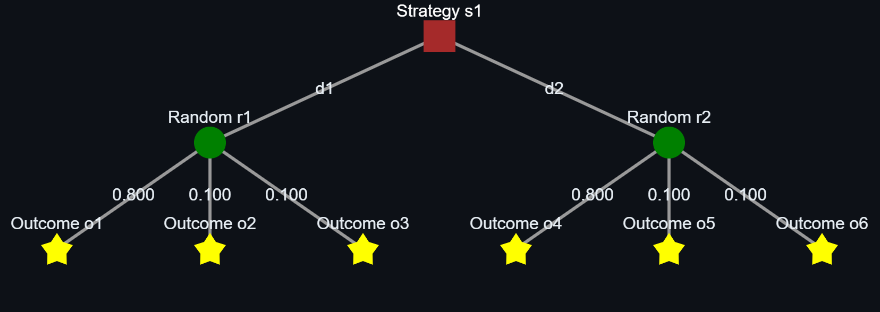 Strategy s1
d1
d2
Random r1
Random r2
0.800
0.100
0.100
0.800
0.100
0.100
Outcome o1
Outcome o2
Outcome o3
Outcome o4
Outcome o5
Outcome o6